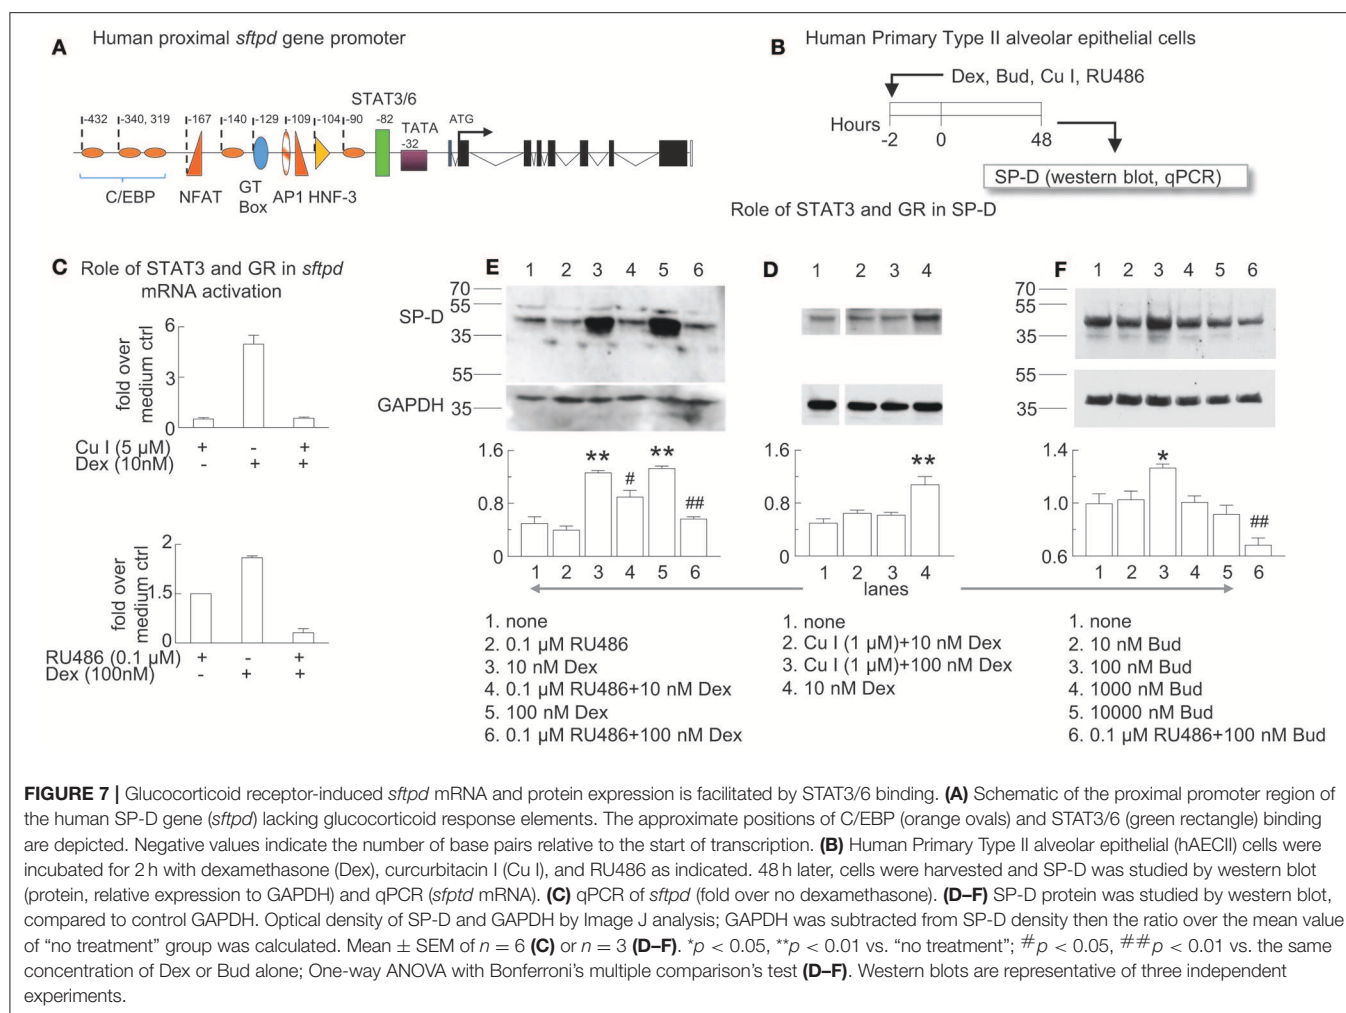 A Human proximal sftpd gene promoter
STAT3/6
-432 -340, 319 -167 -140 -129 -109 -104 -90 -82 TATA ATG
-32
C/EBP NFAT GT Box AP1 HNF-3
B Human Primary Type II alveolar epithelial cells
Dex, Bud, Cu I, RU486
Hours
-2 0 48
SP-D (western blot, qPCR)
Role of STAT3 and GR in SP-D
C Role of STAT3 and GR in sftpd
mRNA activation
fold over
medium ctrl
6
3
0
Cu I (5 µM) + - +
Dex (10nM) - + +
fold over
medium ctrl
2
1.5
0
RU486 (0.1 µM) + - +
Dex (100nM) - + +
E 1 2 3 4 5 6
70
55
SP-D
35
55
GAPDH
35
1.6
0.8
0
** # ** ##
1 2 3 4 5 6
1. none
2. 0.1 µM RU486
3. 10 nM Dex
4. 0.1 µM RU486+10 nM Dex
5. 100 nM Dex
6. 0.1 µM RU486+100 nM Dex
D 1 2 3 4
1.6
0.8
0
**
1 2 3 4
lanes
1. none
2. Cu I (1 µM)+10 nM Dex
3. Cu I (1 µM)+100 nM Dex
4. 10 nM Dex
F 1 2 3 4 5 6
70
55
35
55
35
1.4
1.0
0.6
* ##
1 2 3 4 5 6
1. none
2. 10 nM Bud
3. 100 nM Bud
4. 1000 nM Bud
5. 10000 nM Bud
6. 0.1 µM RU486+100 nM Bud
FIGURE 7 | Glucocorticoid receptor-induced sftpd mRNA and protein expression is facilitated by STAT3/6 binding. (A) Schematic of the proximal promoter region of
the human SP-D gene (sftpd) lacking glucocorticoid response elements. The approximate positions of C/EBP (orange ovals) and STAT3/6 (green rectangle) binding
are depicted. Negative values indicate the number of base pairs relative to the start of transcription. (B) Human Primary Type II alveolar epithelial (hAECII) cells were
incubated for 2 h with dexamethasone (Dex), curcurbitacin I (Cu I), and RU486 as indicated. 48 h later, cells were harvested and SP-D was studied by western blot
(protein, relative expression to GAPDH) and qPCR (sfptd mRNA). (C) qPCR of sftpd (fold over no dexamethasone). (D–F) SP-D protein was studied by western blot,
compared to control GAPDH. Optical density of SP-D and GAPDH by Image J analysis; GAPDH was subtracted from SP-D density then the ratio over the mean value
of “no treatment” group was calculated. Mean ± SEM of n = 6 (C) or n = 3 (D–F). *p < 0.05, **p < 0.01 vs. “no treatment”; #p < 0.05, ##p < 0.01 vs. the same
concentration of Dex or Bud alone; One-way ANOVA with Bonferroni’s multiple comparison’s test (D–F). Western blots are representative of three independent
experiments.